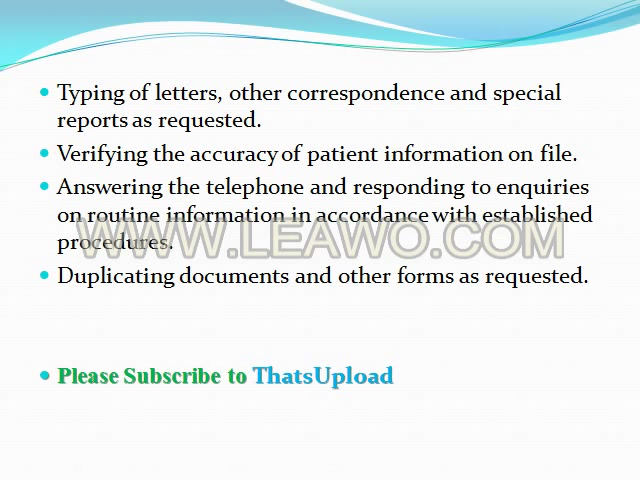 • Typing of letters, other correspondence and special
reports as requested.
• Verifying the accuracy of patient information on file.
• Answering the telephone and responding to enquiries
on routine information in accordance with established
procedures.
WWW.LEAWO.COM
• Duplicating documents and other forms as requested.
• Please Subscribe to ThatsUpload